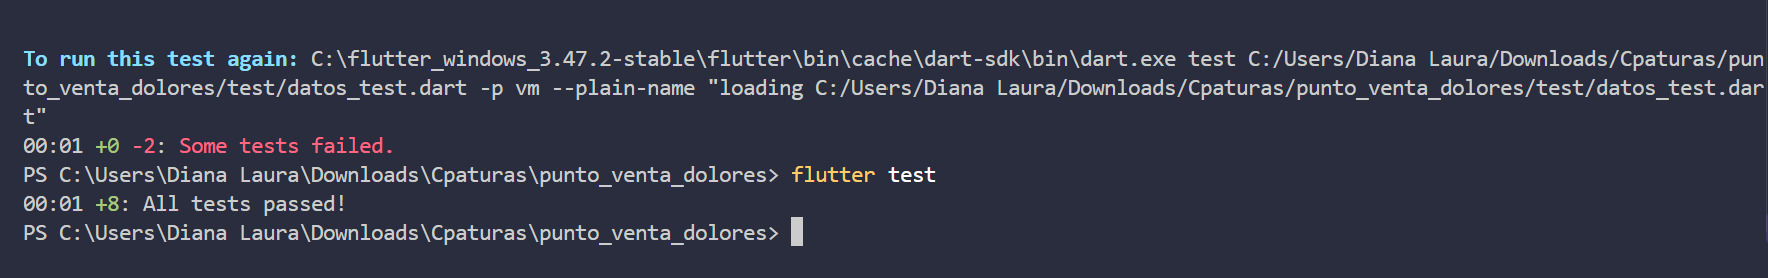 To run this test again: C:\flutter_windows_3.47.2-stable\flutter\bin\cache\dart-sdk\bin\dart.exe test C:/Users/Diana Laura/Downloads/Cpaturas/pun
to_venta_dolores/test/datos_test.dart -p vm --plain-name "loading C:/Users/Diana Laura/Downloads/Cpaturas/punto_venta_dolores/test/datos_test.dar
t"
00:01 +0 -2: Some tests failed.
PS C:\Users\Diana Laura\Downloads\Cpaturas\punto_venta_dolores> flutter test
00:01 +8: All tests passed!
PS C:\Users\Diana Laura\Downloads\Cpaturas\punto_venta_dolores>